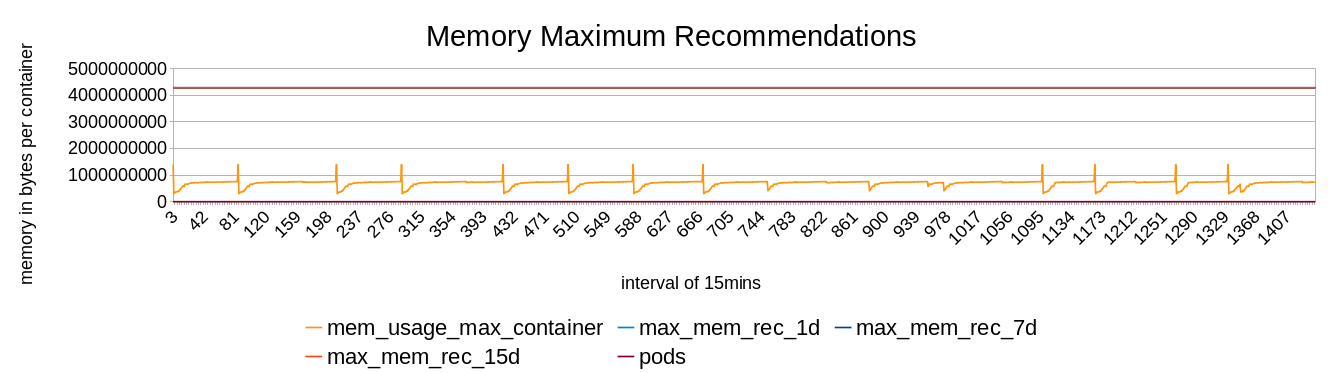 Memory Maximum Recommendations
memory in bytes per container
5000000000
4000000000
3000000000
2000000000
1000000000
0
3 42 81 120 159 198 237 276 315 354 393 432 471 510 549 588 627 666 705 744 783 822 861 900 939 978 1017 1056 1095 1134 1173 1212 1251 1290 1329 1368 1407
interval of 15mins
mem_usage_max_container max_mem_rec_1d max_mem_rec_7d
max_mem_rec_15d pods